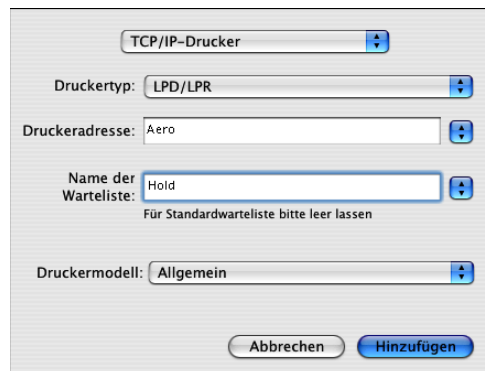 TCP/IP-Drucker
Druckertyp: LPD/LPR
Druckeradresse: Aero
Name der
Warteliste: Hold
Für Standardwarteliste bitte leer lassen
Druckermodell: Allgemein
Abbrechen Hinzufügen